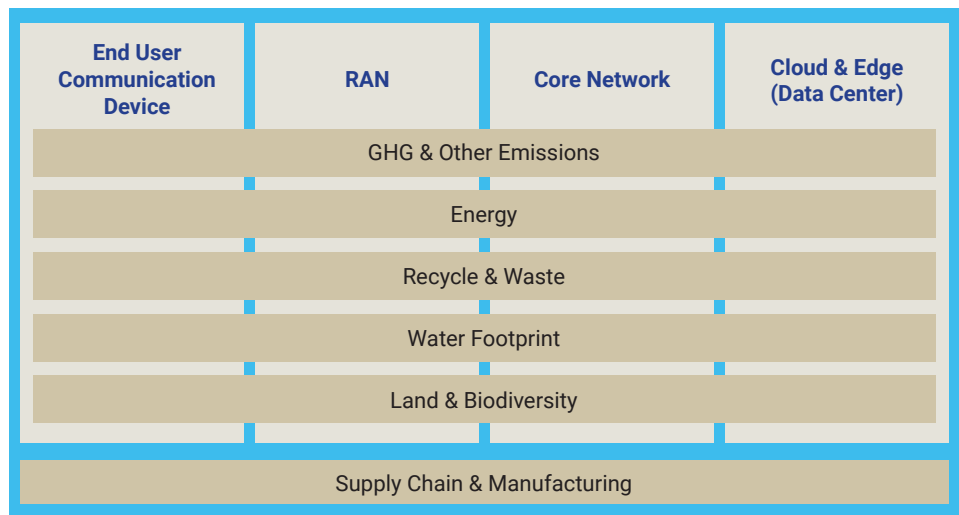 End User
Communication
Device
RAN
Core Network
Cloud & Edge
(Data Center)
GHG & Other Emissions
Energy
Recycle & Waste
Water Footprint
Land & Biodiversity
Supply Chain & Manufacturing